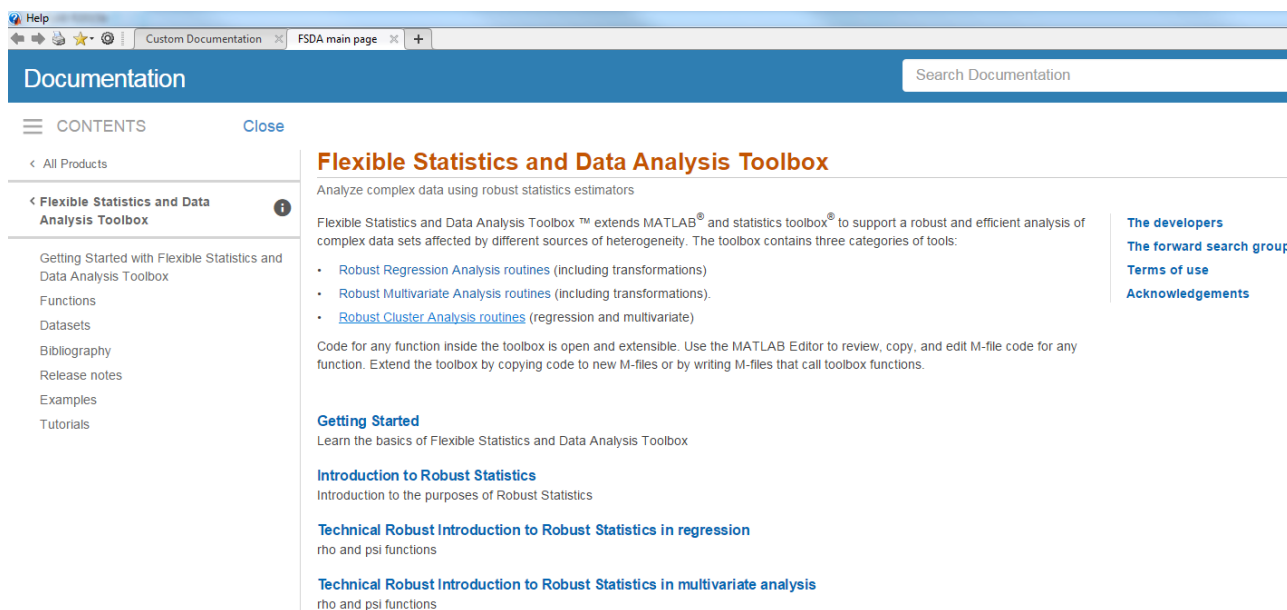 Help
Custom Documentation
FSDA main page
+
Documentation
Search Documentation
CONTENTS
Close
< All Products
< Flexible Statistics and Data
Analysis Toolbox
Getting Started with Flexible Statistics and
Data Analysis Toolbox
Functions
Datasets
Bibliography
Release notes
Examples
Tutorials
Flexible Statistics and Data Analysis Toolbox
Analyze complex data using robust statistics estimators
Flexible Statistics and Data Analysis Toolbox ™ extends MATLAB® and statistics toolbox® to support a robust and efficient analysis of
complex data sets affected by different sources of heterogeneity. The toolbox contains three categories of tools:
• Robust Regression Analysis routines (including transformations)
• Robust Multivariate Analysis routines (including transformations).
• Robust Cluster Analysis routines (regression and multivariate)
Code for any function inside the toolbox is open and extensible. Use the MATLAB Editor to review, copy, and edit M-file code for any
function. Extend the toolbox by copying code to new M-files or by writing M-files that call toolbox functions.
Getting Started
Learn the basics of Flexible Statistics and Data Analysis Toolbox
Introduction to Robust Statistics
Introduction to the purposes of Robust Statistics
Technical Robust Introduction to Robust Statistics in regression
rho and psi functions
Technical Robust Introduction to Robust Statistics in multivariate analysis
rho and psi functions
The developers
The forward search group
Terms of use
Acknowledgements